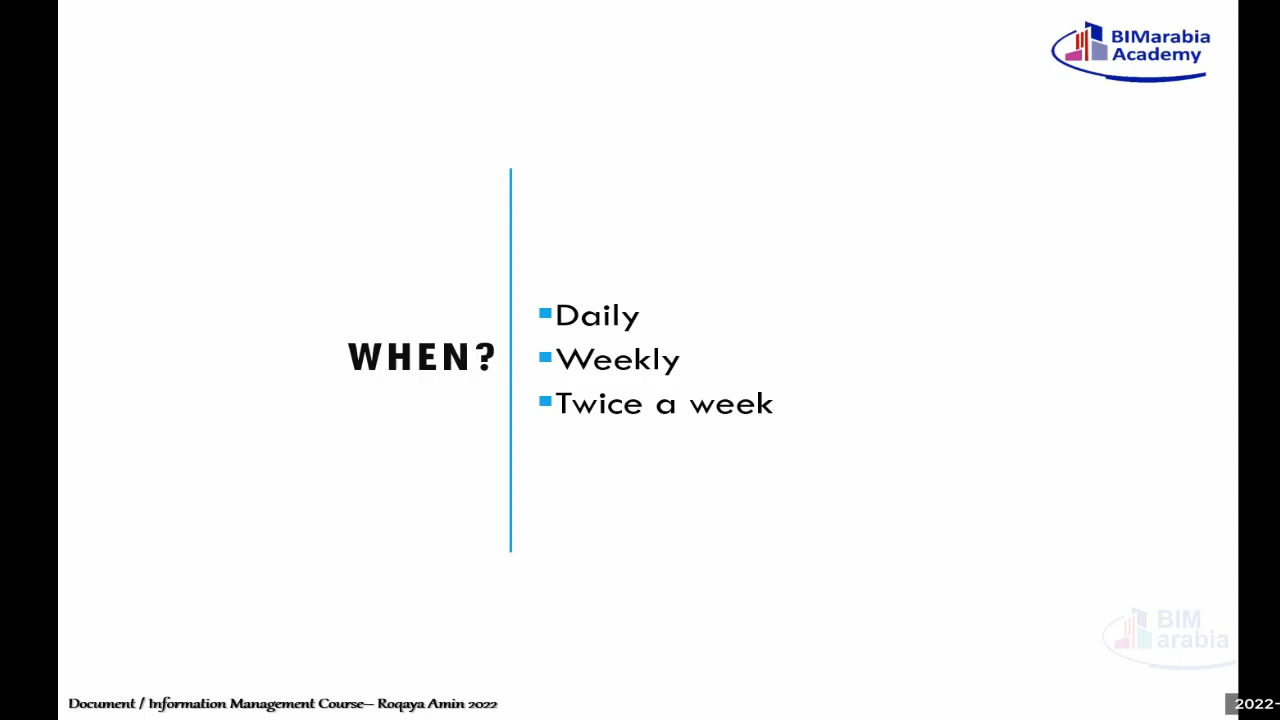 BIMarabia
Academy
WHEN?
Daily
Weekly
Twice a week
BIM
arabia
Document / Information Management Course– Roqaya Amin 2022
2022-